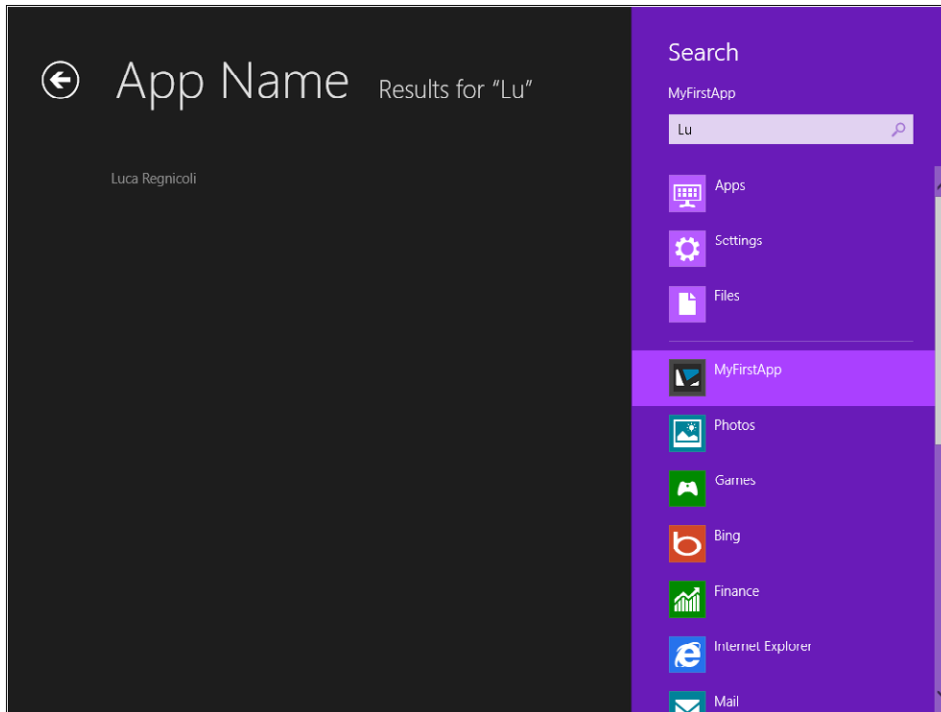 App Name Results for “Lu”
Luca Regnicoli
Search
MyFirstApp
Lu
Apps
Settings
Files
MyFirstApp
Photos
Games
Bing
Finance
Internet Explorer
Mail